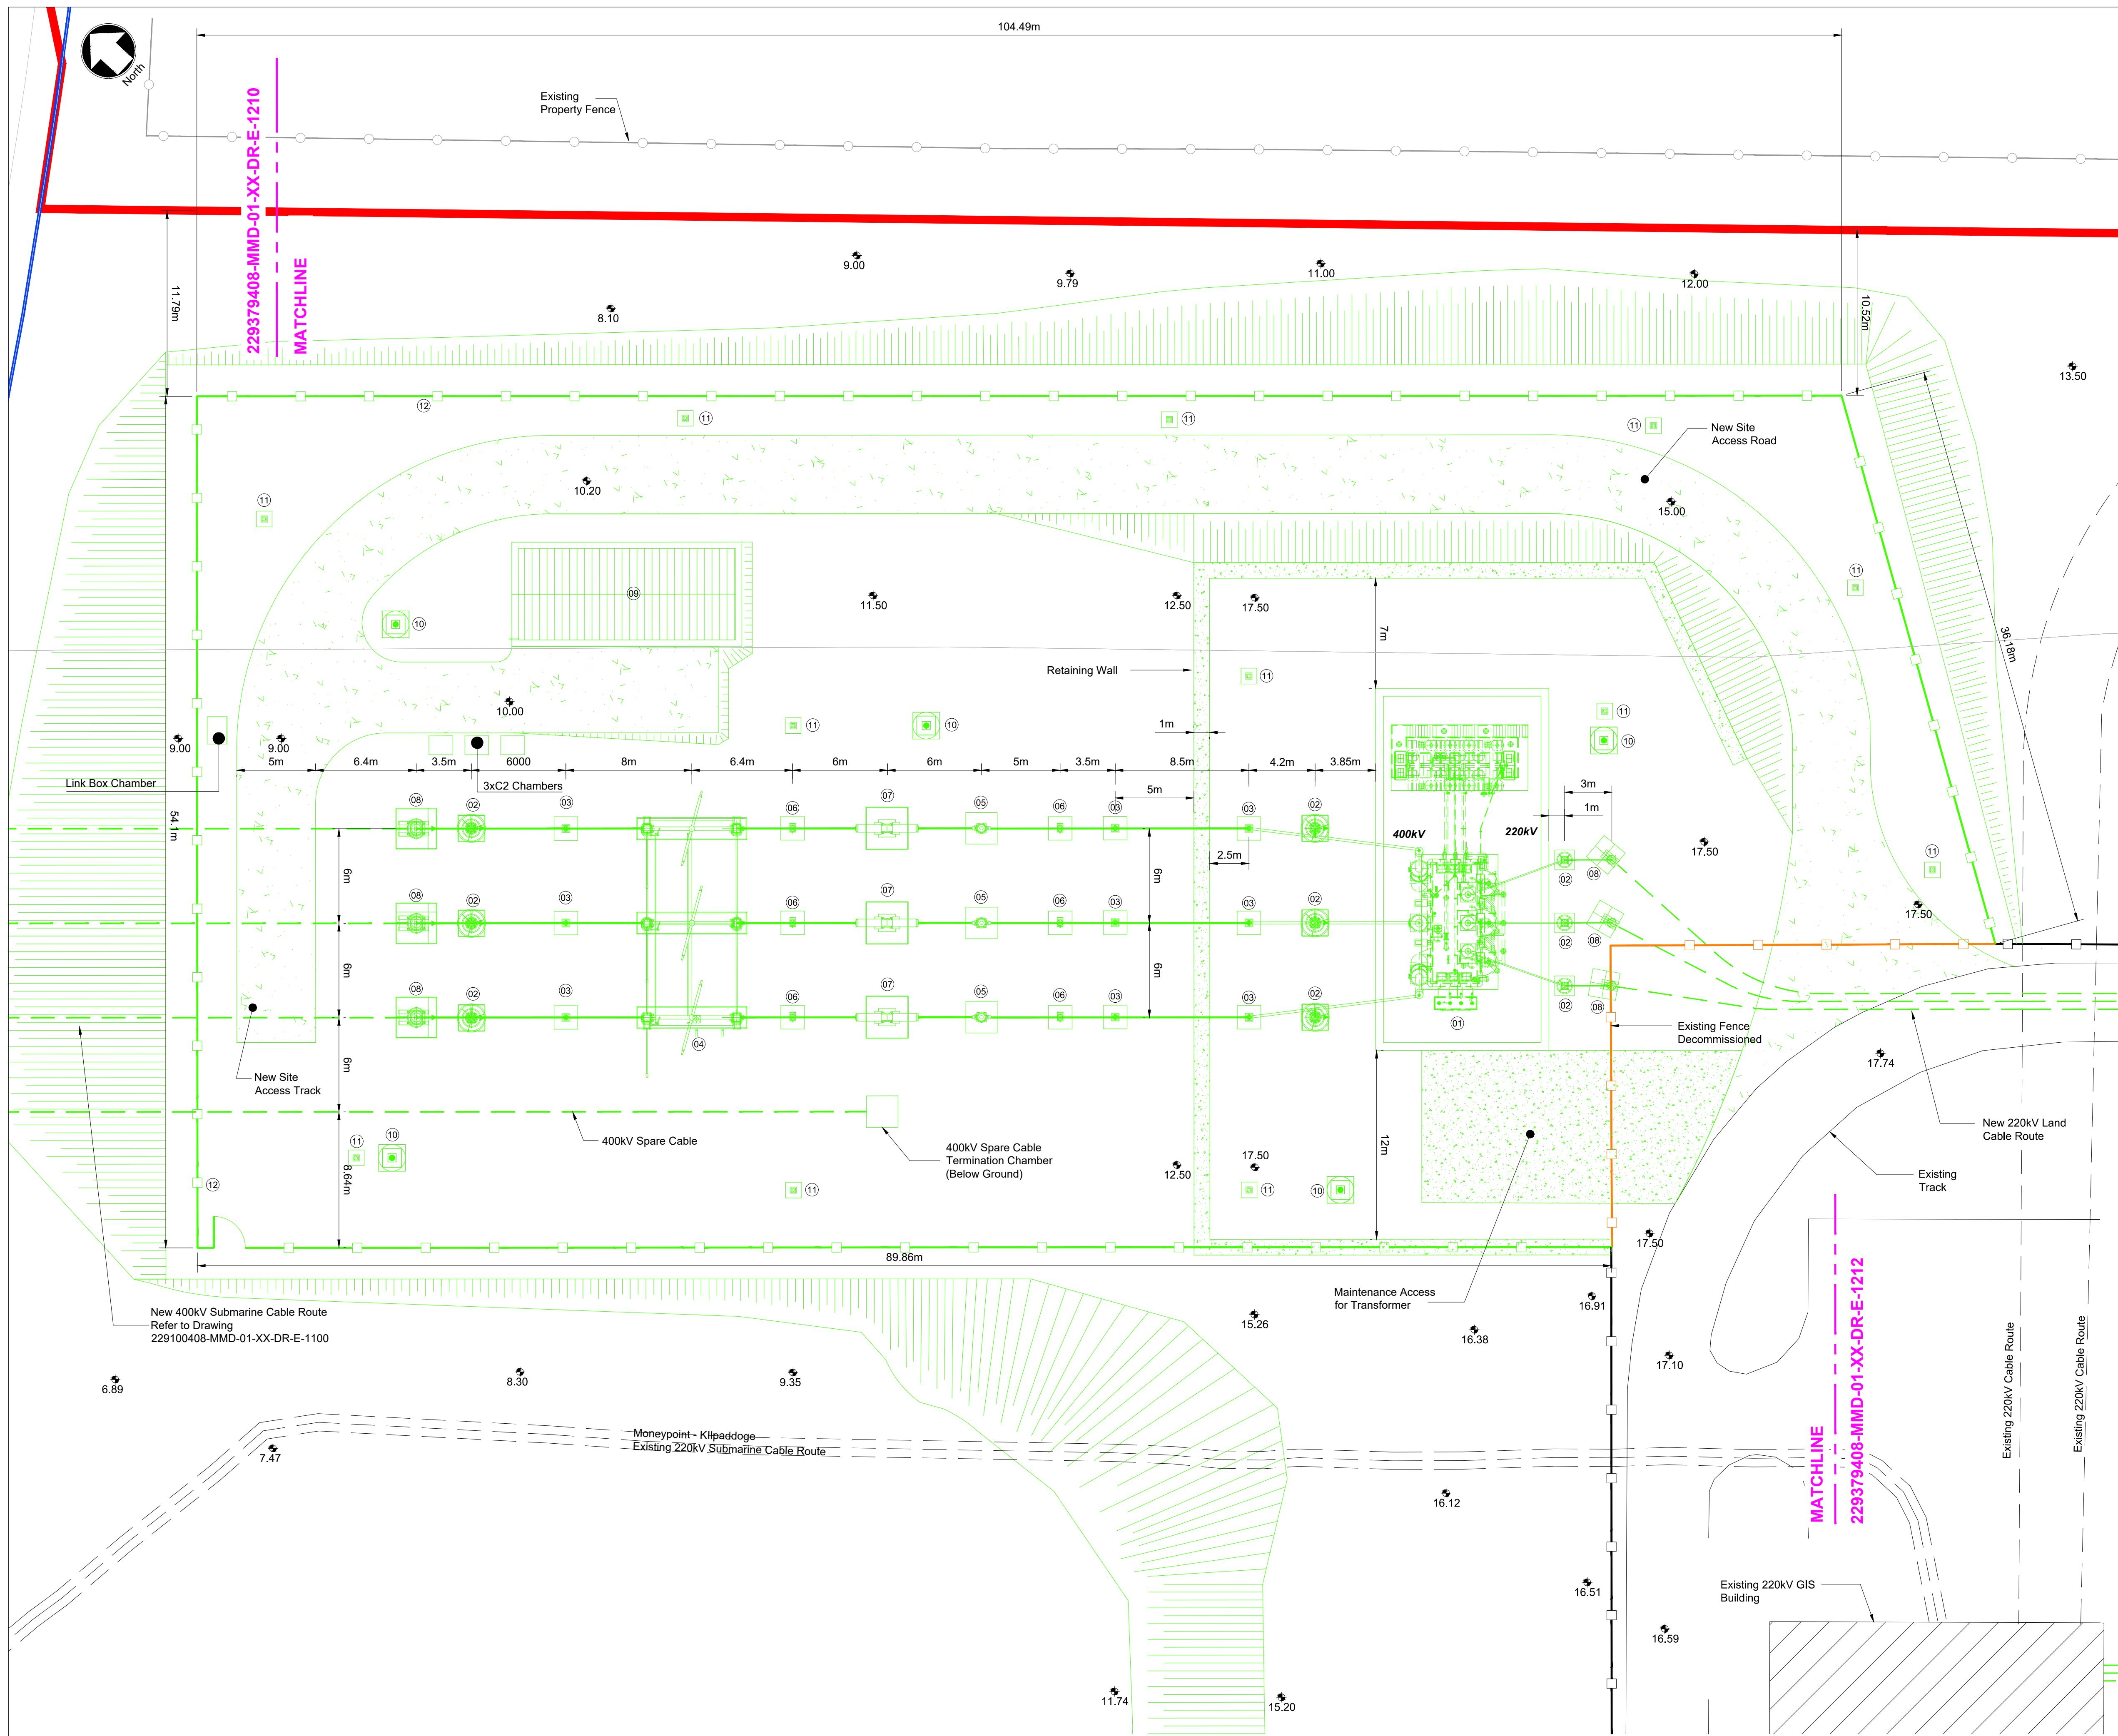 104.49m
North
Existing
Property Fence
229379408-MMD-01-XX-DR-E-1210
MATCHLINE
11.79m
9.00
9.79
11.00
12.00
8.10
10.52m
13.50
12
11
11
11
New Site
Access Road
10.20
15.00
11
11
09
11.50
12.50
17.50
10
7m
36.18m
Retaining Wall
11
10.00
11
10
11
10
1m
9.00
9.00
Link Box Chamber
3xC2 Chambers
5m
6.4m
3.5m
6000
8m
6.4m
6m
6m
5m
3.5m
8.5m
4.2m
3.85m
5m
3m
1m
54.1m
08
02
03
06
07
05
06
03
03
02
400kV
220kV
17.50
2.5m
6m
6m
02
08
11
08
02
03
06
07
05
06
03
03
02
02
08
17.50
6m
6m
08
02
03
04
06
07
05
06
03
03
02
01
02
08
Existing Fence
Decommissioned
17.74
New Site
Access Track
6m
400kV Spare Cable
400kV Spare Cable
Termination Chamber
(Below Ground)
12m
New 220kV Land
Cable Route
Existing
Track
11
10
8.64m
12
11
12.50
17.50
11
10
17.50
89.86m
New 400kV Submarine Cable Route
Refer to Drawing
229100408-MMD-01-XX-DR-E-1100
Maintenance Access
for Transformer
16.91
15.26
16.38
17.10
6.89
8.30
9.35
MATCHLINE
229379408-MMD-01-XX-DR-E-1212
Existing 220kV Cable Route
Existing 220kV Cable Route
7.47
Moneypoint - Klipaddoge
Existing 220kV Submarine Cable Route
16.12
16.51
Existing 220kV GIS
Building
16.59
11.74
15.20